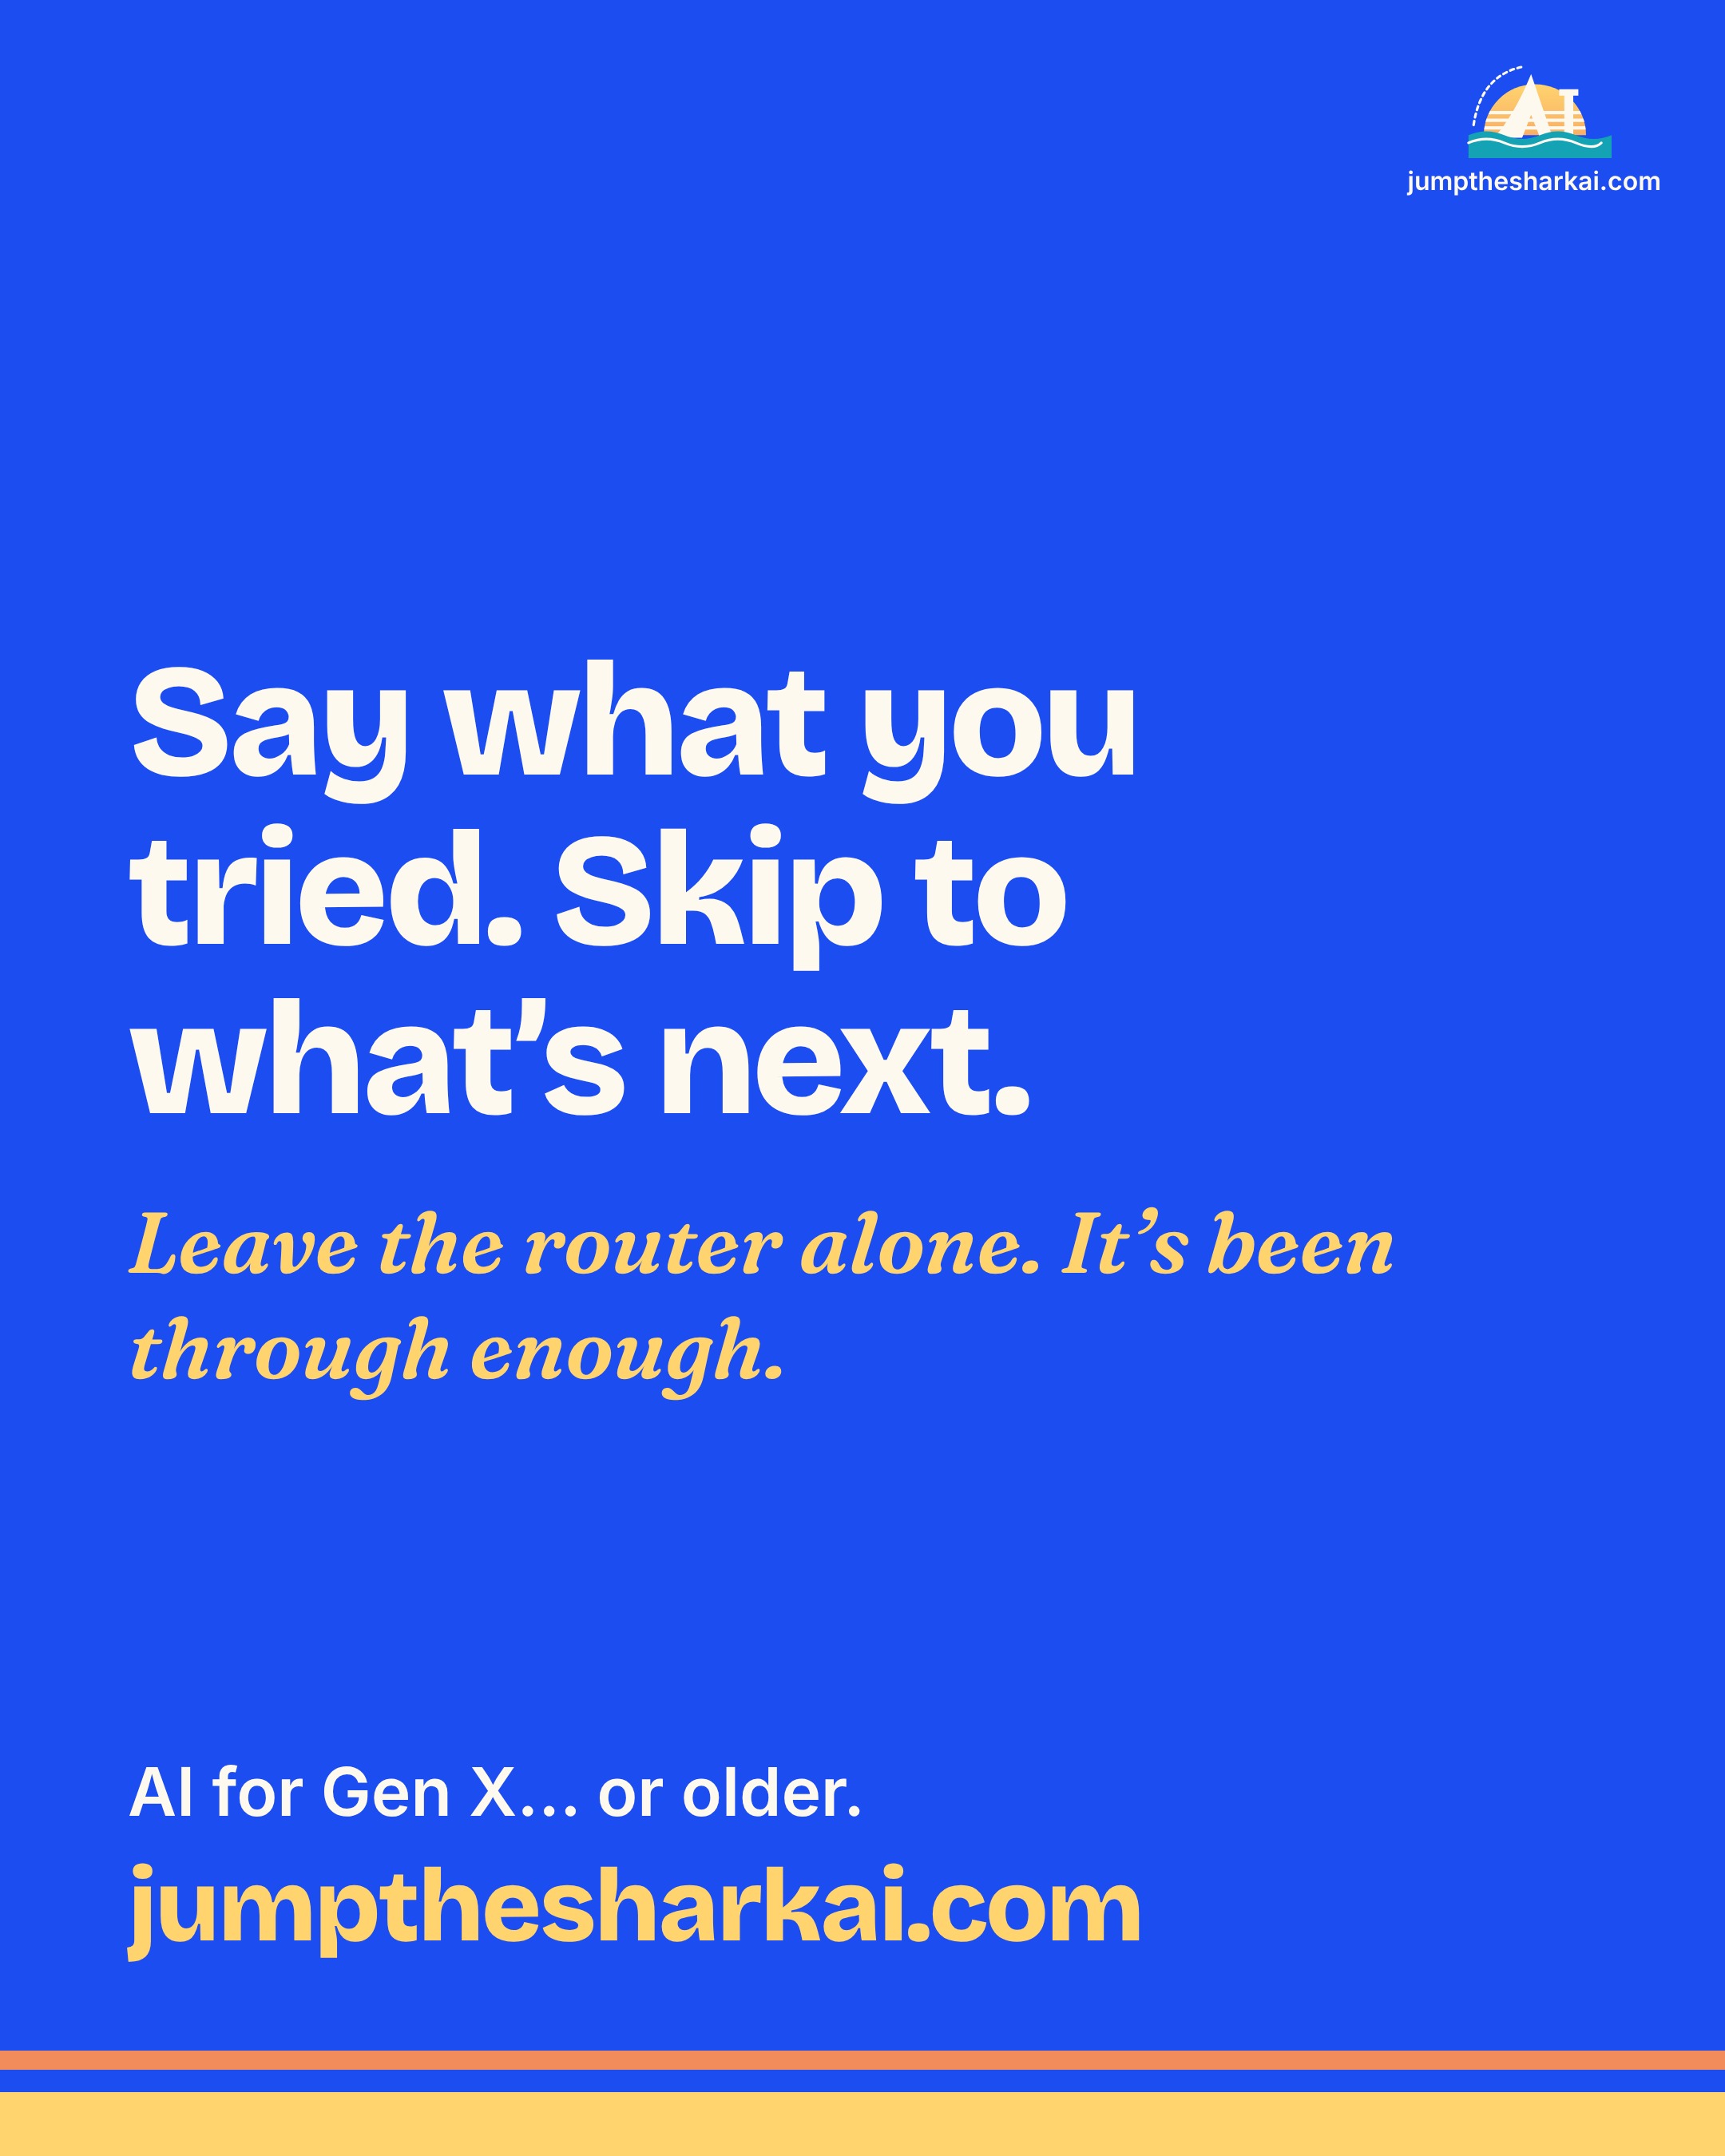 AI
jumpthesharkai.com
Say what you
tried. Skip to
what’s next.
Leave the router alone. It’s been
through enough.
AI for Gen X... or older.
jumpthesharkai.com